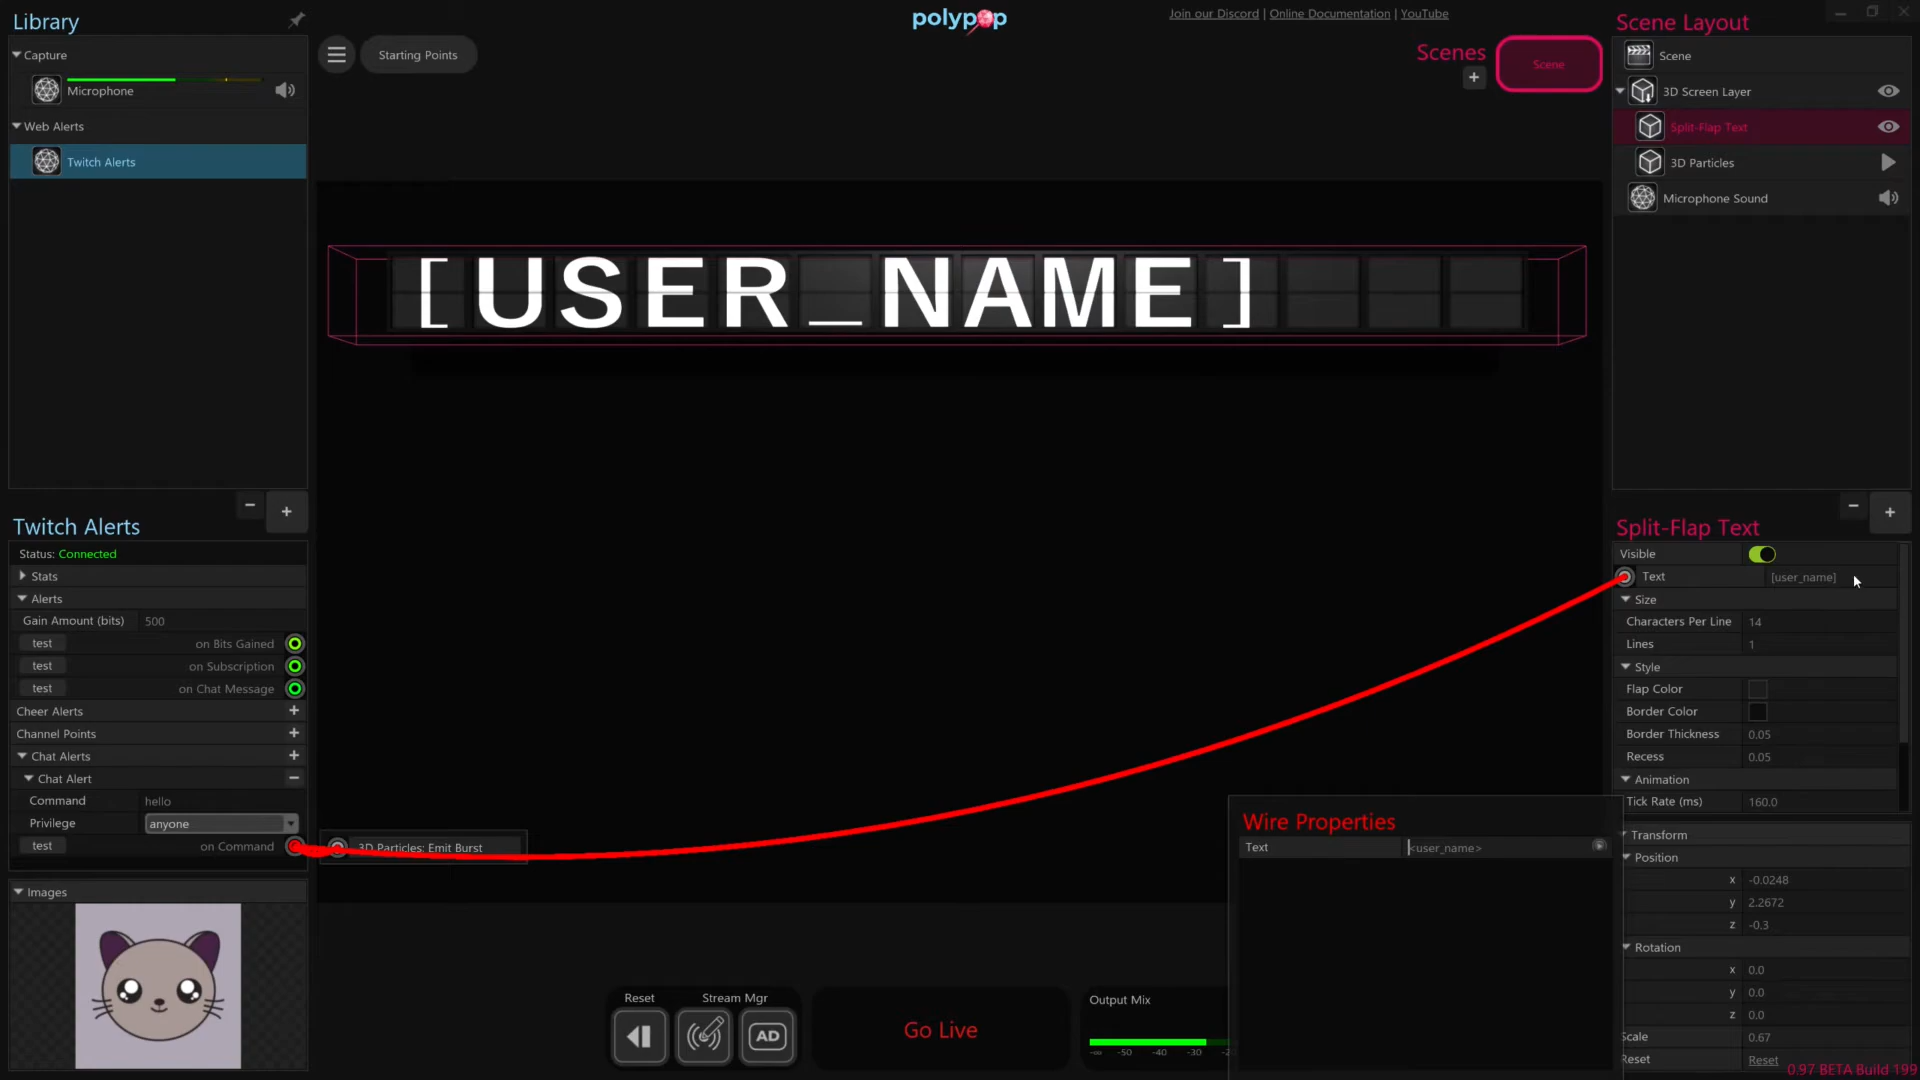 Library
Capture
Microphone
Web Alerts
Twitch Alerts
polypop
Starting Points
Join our Discord | Online Documentation | YouTube
Scenes
+
Scene
Scene Layout
Scene
3D Screen Layer
Split-Flap Text
3D Particles
Microphone Sound
[USER_NAME]
− +
Twitch Alerts
Status: Connected
Stats
Alerts
Gain Amount (bits) 500
test on Bits Gained
test on Subscription
test on Chat Message
Cheer Alerts +
Channel Points +
Chat Alerts +
Chat Alert −
Command hello
Privilege anyone
test on Command
3D Particles: Emit Burst
Images
Reset
Stream Mgr
AD
Go Live
Output Mix
-∞ -50 -40 -30
Wire Properties
Text <user_name>
− +
Split-Flap Text
Visible
Text [user_name]
Size
Characters Per Line 14
Lines 1
Style
Flap Color
Border Color
Border Thickness 0.05
Recess 0.05
Animation
Tick Rate (ms) 160.0
Transform
Position
x -0.0248
y 2.2672
z -0.3
Rotation
x 0.0
y 0.0
z 0.0
Scale 0.67
Reset Reset
0.97 BETA Build 199